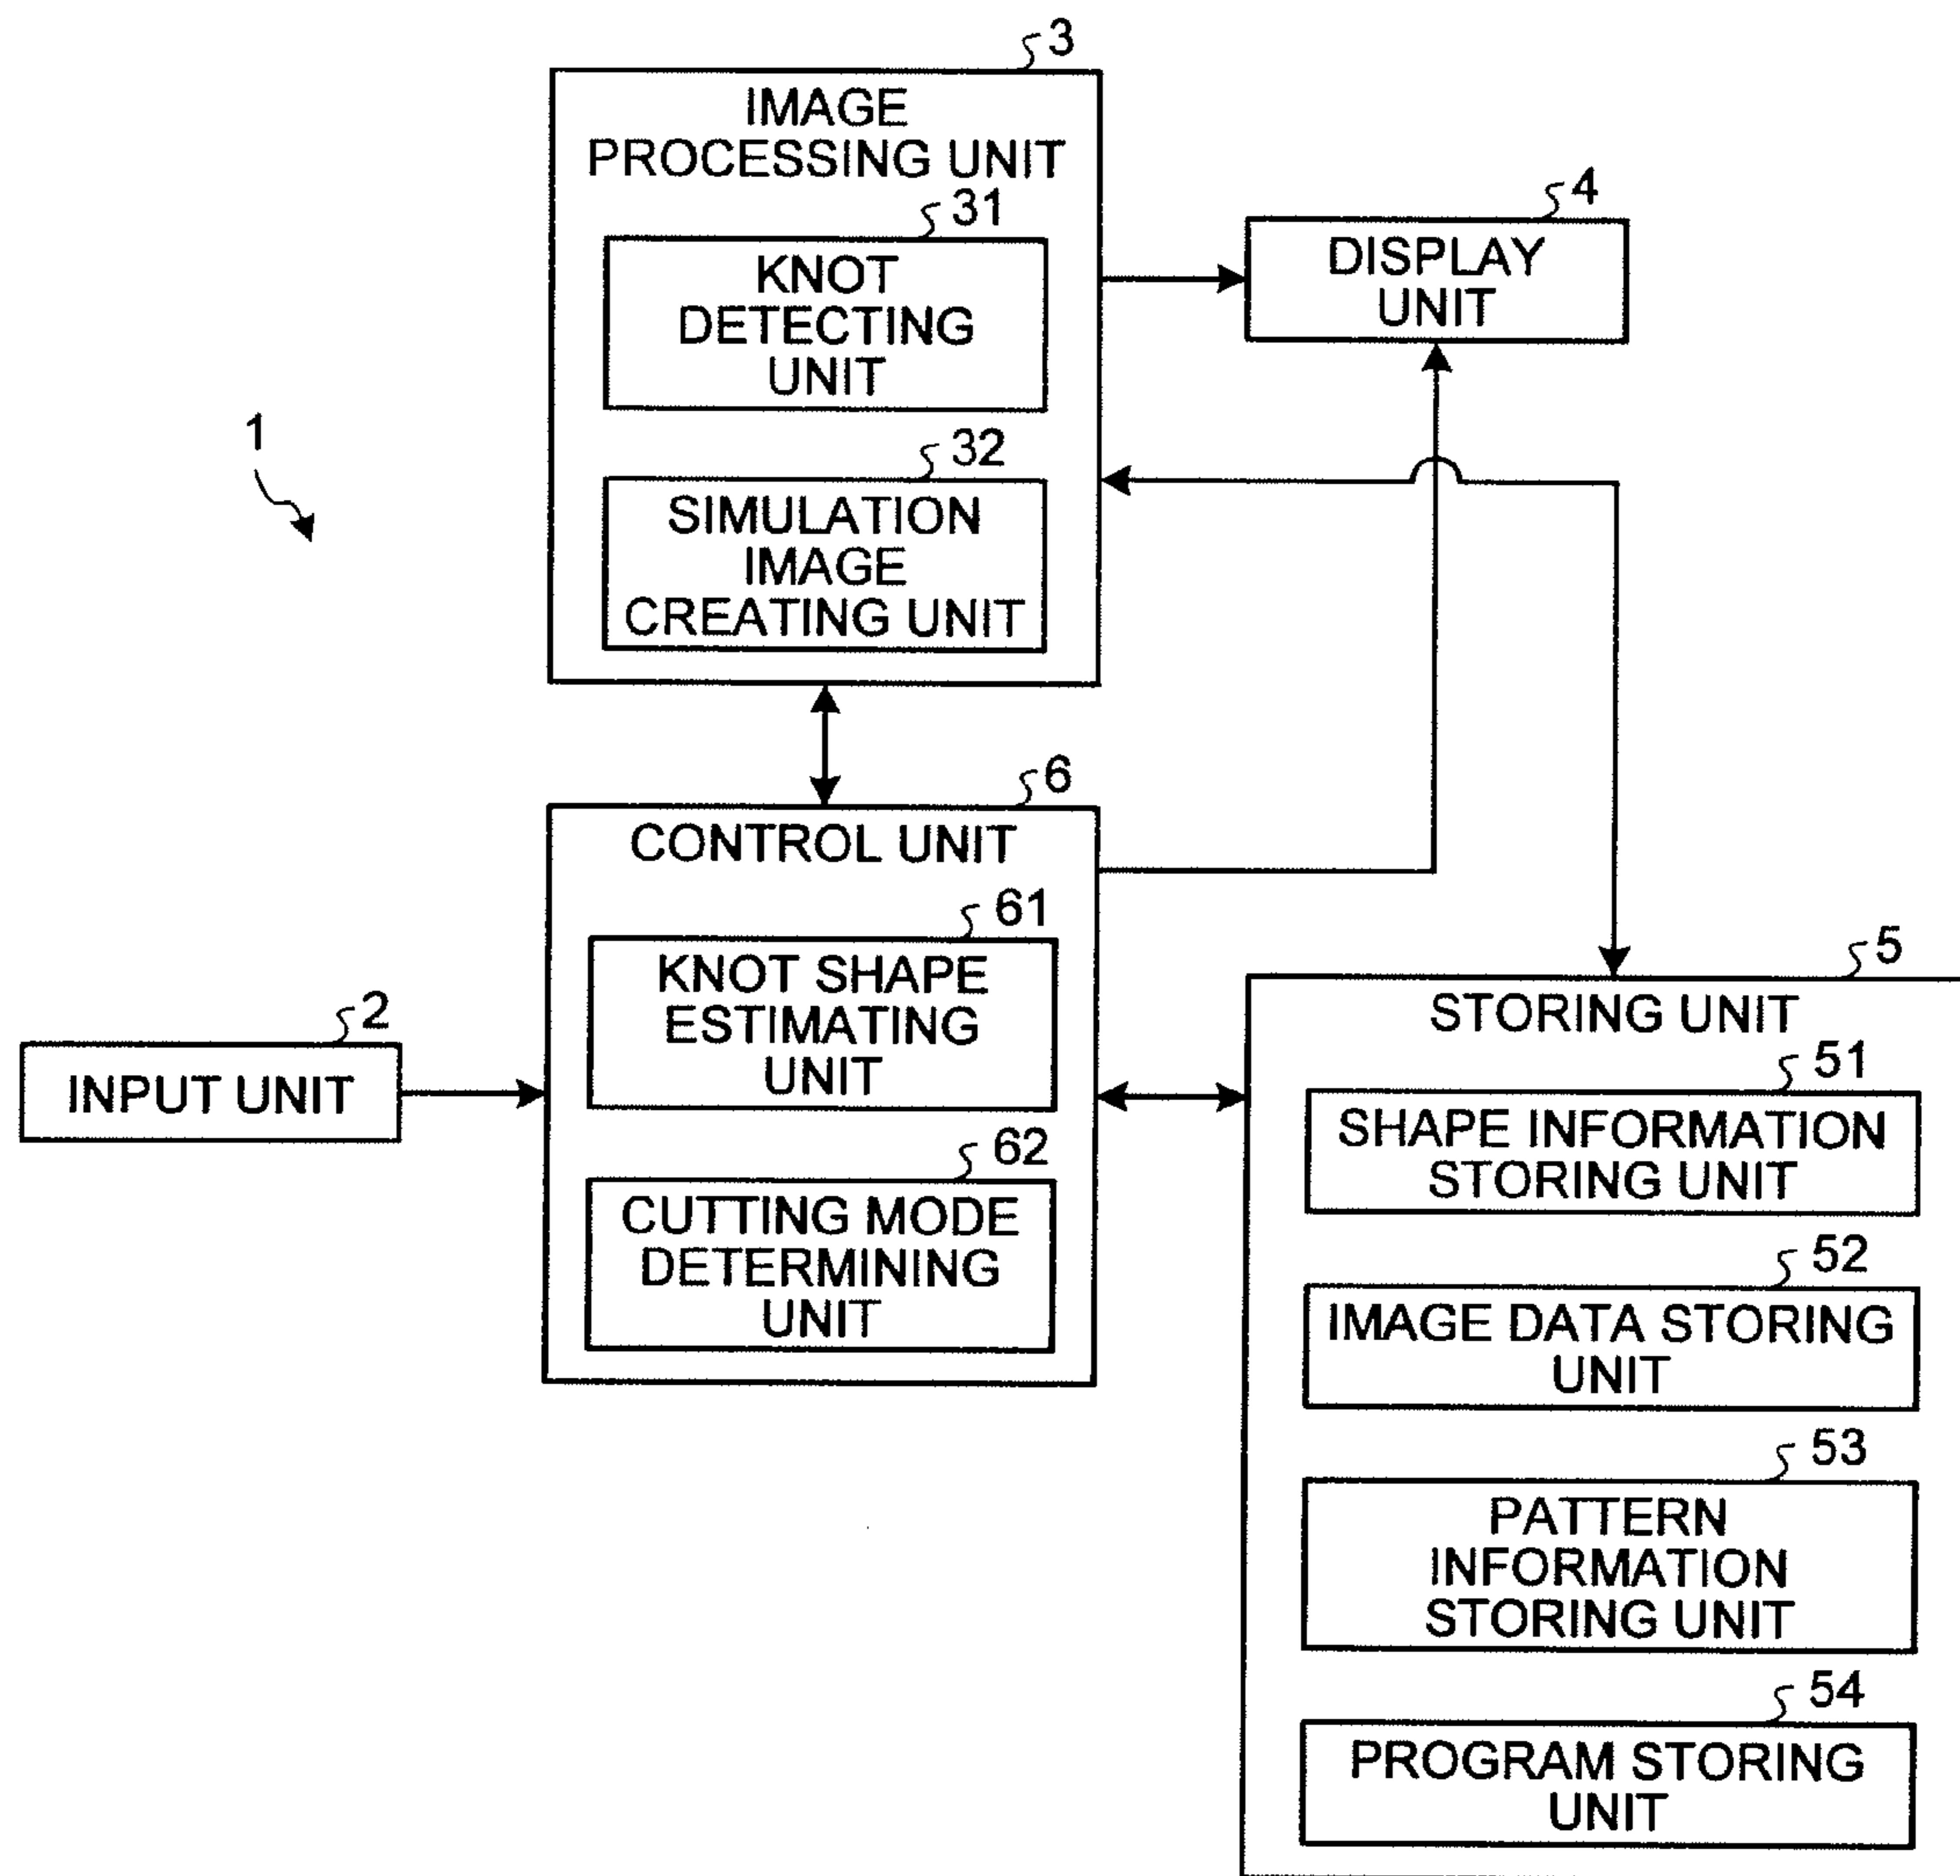 3
IMAGE
PROCESSING UNIT
31
KNOT
DETECTING
UNIT
32
SIMULATION
IMAGE
CREATING UNIT
4
DISPLAY
UNIT
1
6
CONTROL UNIT
61
KNOT SHAPE
ESTIMATING
UNIT
62
CUTTING MODE
DETERMINING
UNIT
2
INPUT UNIT
5
STORING UNIT
51
SHAPE INFORMATION
STORING UNIT
52
IMAGE DATA STORING
UNIT
53
PATTERN
INFORMATION
STORING UNIT
54
PROGRAM STORING
UNIT